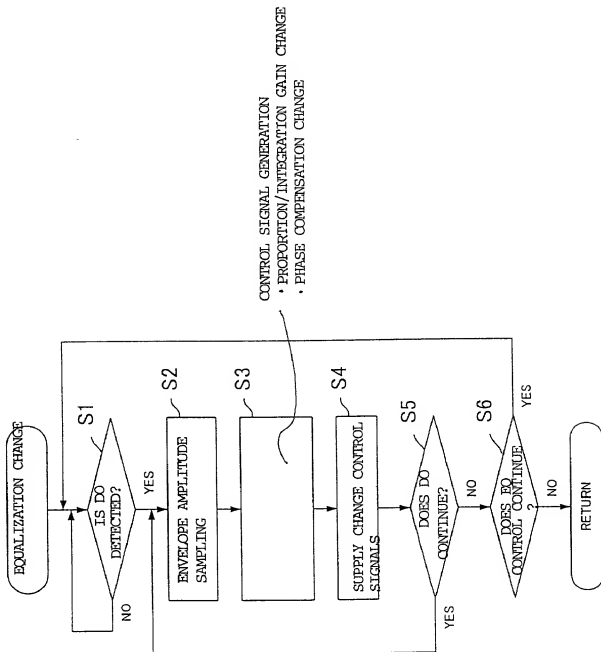 EQUALIZATION CHANGE
S1
IS DO
DETECTED?
NO
YES
S2
ENVELOPE AMPLITUDE
SAMPLING
S3
CONTROL SIGNAL GENERATION
· PROPORTION/INTEGRATION GAIN CHANGE
· PHASE COMPENSATION CHANGE
S4
SUPPLY CHANGE CONTROL
SIGNALS
S5
DOES DO
CONTINUE?
YES
NO
S6
DOES EQ
CONTROL CONTINUE
?
YES
NO
RETURN